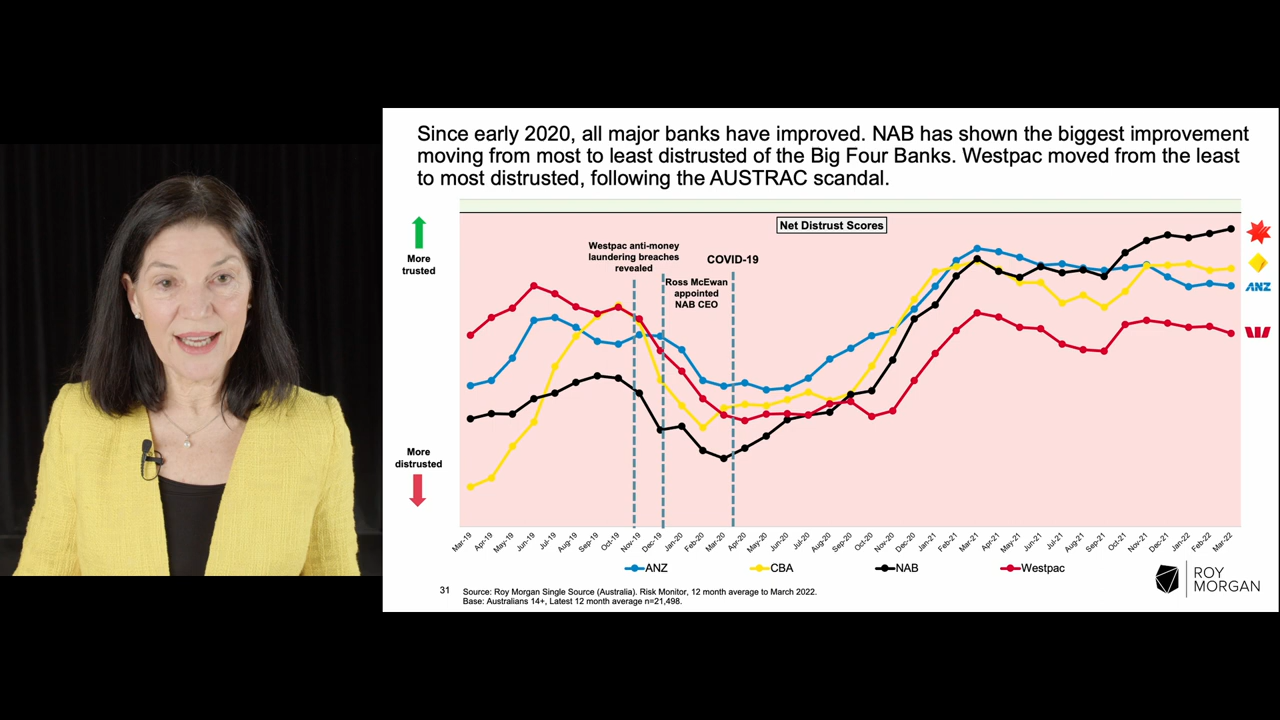 Since early 2020, all major banks have improved. NAB has shown the biggest improvement
moving from most to least distrusted of the Big Four Banks. Westpac moved from the least
to most distrusted, following the AUSTRAC scandal.
Net Distrust Scores
More
trusted
Westpac anti-money
laundering breaches
revealed
Ross McEwan
appointed
NAB CEO
COVID-19
ANZ
More
distrusted
Mar-19
Apr-19
May-19
Jun-19
Jul-19
Aug-19
Sep-19
Oct-19
Nov-19
Dec-19
Jan-20
Feb-20
Mar-20
Apr-20
May-20
Jun-20
Jul-20
Aug-20
Sep-20
Oct-20
Nov-20
Dec-20
Jan-21
Feb-21
Mar-21
Apr-21
May-21
Jun-21
Jul-21
Aug-21
Sep-21
Oct-21
Nov-21
Dec-21
Jan-22
Feb-22
Mar-22
ANZ
CBA
NAB
Westpac
31
Source: Roy Morgan Single Source (Australia). Risk Monitor, 12 month average to March 2022.
Base: Australians 14+, Latest 12 month average n=21,498.
ROY
MORGAN